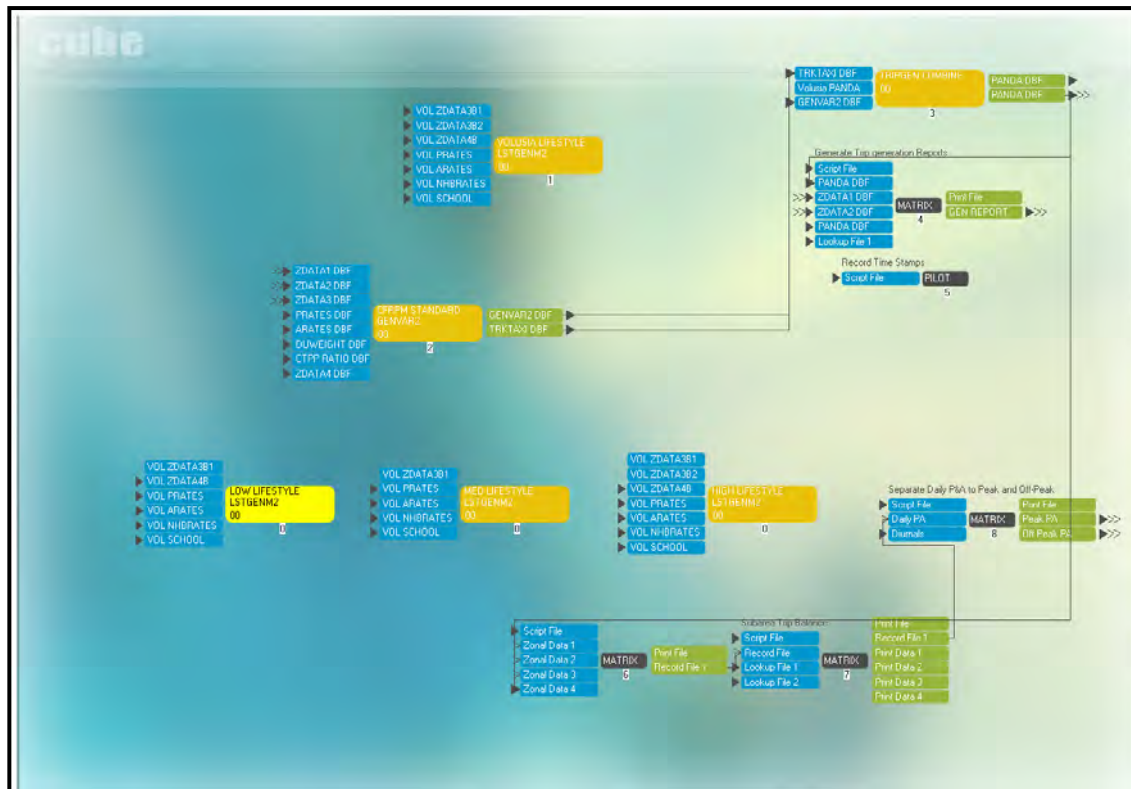 cube
TRKTAXI DBF
Volusia PANDA
GENVAR2 DBF
TRIPGEN COMBINE
00
PANDA DBF
PANDA DBF
3
VOL ZDATA3B1
VOL ZDATA3B2
VOL ZDATA4B
VOL PRATES
VOL ARATES
VOL NHBRATES
VOL SCHOOL
VOLUSIA LIFESTYLE
LSTGENM2
00
1
Generate Trip generation Reports
Script File
PANDA DBF
ZDATA1 DBF
ZDATA2 DBF
PANDA DBF
Lookup File 1
MATRIX
4
Print File
GEN REPORT
Record Time Stamps
Script File
PILOT
5
ZDATA1 DBF
ZDATA2 DBF
ZDATA3 DBF
PRATES DBF
ARATES DBF
DUWEIGHT DBF
CTPP RATIO DBF
ZDATA4 DBF
CFRPM STANDARD
GENVAR2
00
2
GENVAR2 DBF
TRKTAXI DBF
VOL ZDATA3B1
VOL ZDATA4B
VOL PRATES
VOL ARATES
VOL NHBRATES
VOL SCHOOL
LOW LIFESTYLE
LSTGENM2
00
0
VOL ZDATA3B1
VOL PRATES
VOL ARATES
VOL NHBRATES
VOL SCHOOL
MED LIFESTYLE
LSTGENM2
00
0
VOL ZDATA3B1
VOL ZDATA3B2
VOL ZDATA4B
VOL PRATES
VOL ARATES
VOL NHBRATES
VOL SCHOOL
HIGH LIFESTYLE
LSTGENM2
00
0
Separate Daily P&A to Peak and Off-Peak
Script File
Daily PA
Diurnals
MATRIX
8
Print File
Peak PA
Off Peak PA
Script File
Zonal Data 1
Zonal Data 2
Zonal Data 3
Zonal Data 4
MATRIX
6
Print File
Record File 1
Subarea Trip Balance
Script File
Record File
Lookup File 1
Lookup File 2
MATRIX
7
Print File
Record File 1
Print Data 1
Print Data 2
Print Data 3
Print Data 4